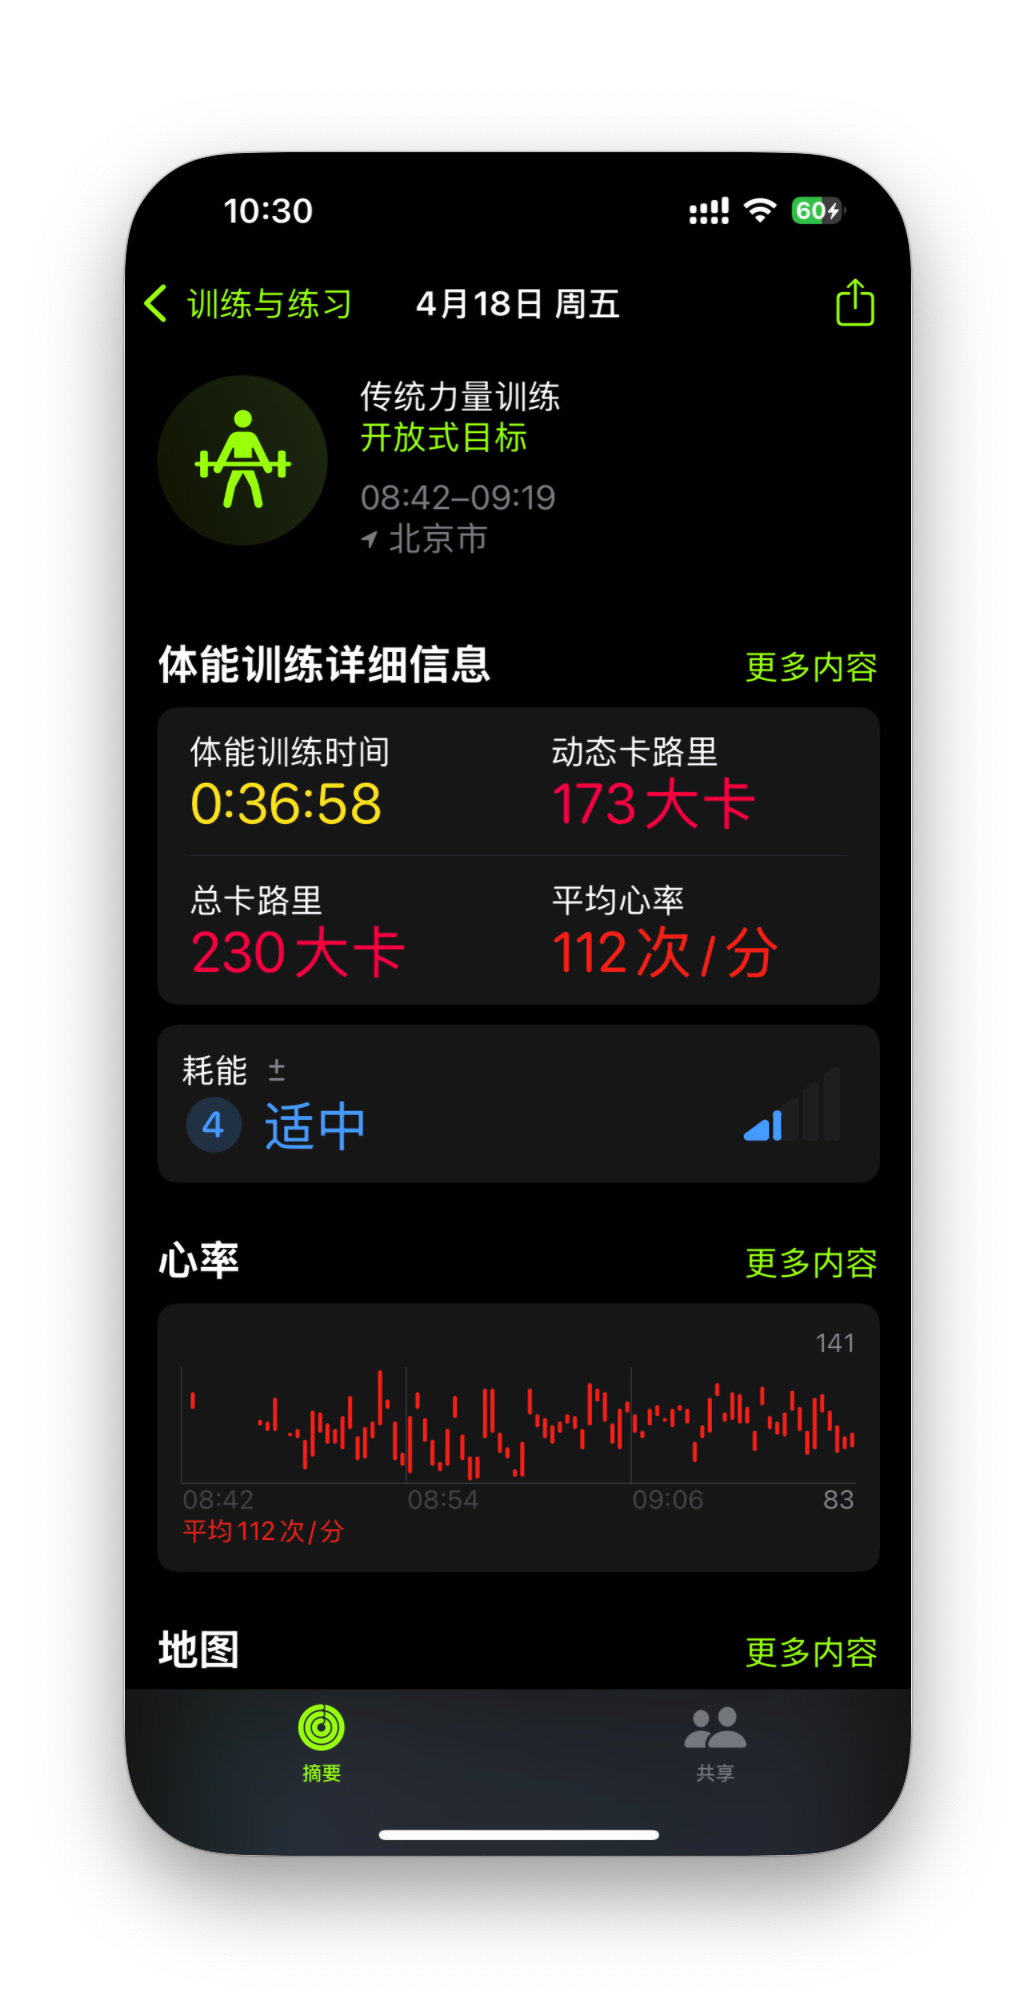 10:30
60
训练与练习
4月18日 周五
传统力量训练
开放式目标
08:42–09:19
北京市
体能训练详细信息
更多内容
体能训练时间
动态卡路里
0:36:58
173大卡
总卡路里
平均心率
230大卡
112次/分
耗能 ±
4 适中
心率
更多内容
141
08:42
08:54
09:06
83
平均112次/分
地图
更多内容
摘要
共享